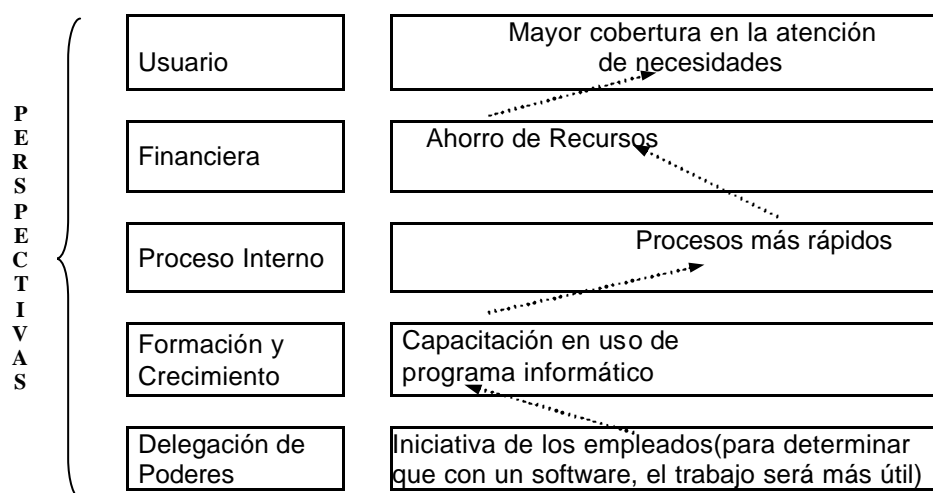 PERSPECTIVAS
Usuario
Mayor cobertura en la atención
de necesidades
Financiera
Ahorro de Recursos
Proceso Interno
Procesos más rápidos
Formación y
Crecimiento
Capacitación en uso de
programa informático
Delegación de
Poderes
Iniciativa de los empleados(para determinar
que con un software, el trabajo será más útil)